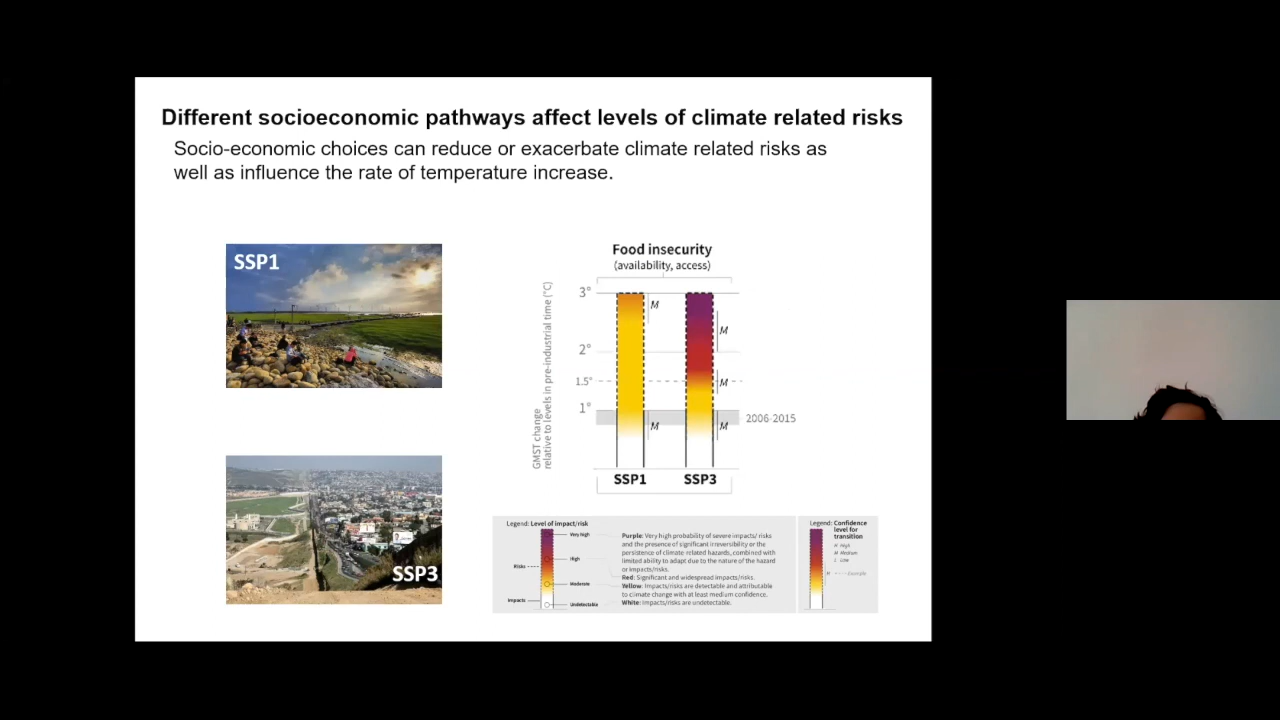 Different socioeconomic pathways affect levels of climate related risks
Socio-economic choices can reduce or exacerbate climate related risks as
well as influence the rate of temperature increase.
SSP1
SSP3
Food insecurity
(availability, access)
GMST change
relative to levels in pre-industrial time (°C)
3°
2°
1.5°
1°
M
M
M
M
M
2006-2015
SSP1
SSP3
Legend: Level of impact/risk
Very high
High
Risks
Moderate
Impacts
Undetectable
Purple: Very high probability of severe impacts/ risks
and the presence of significant irreversibility or the
persistence of climate-related hazards, combined with
limited ability to adapt due to the nature of the hazard
or impacts/risks.
Red: Significant and widespread impacts/risks.
Yellow: Impacts/risks are detectable and attributable
to climate change with at least medium confidence.
White: Impacts/risks are undetectable.
Legend: Confidence
level for
transition
H High
M Medium
L Low
Example